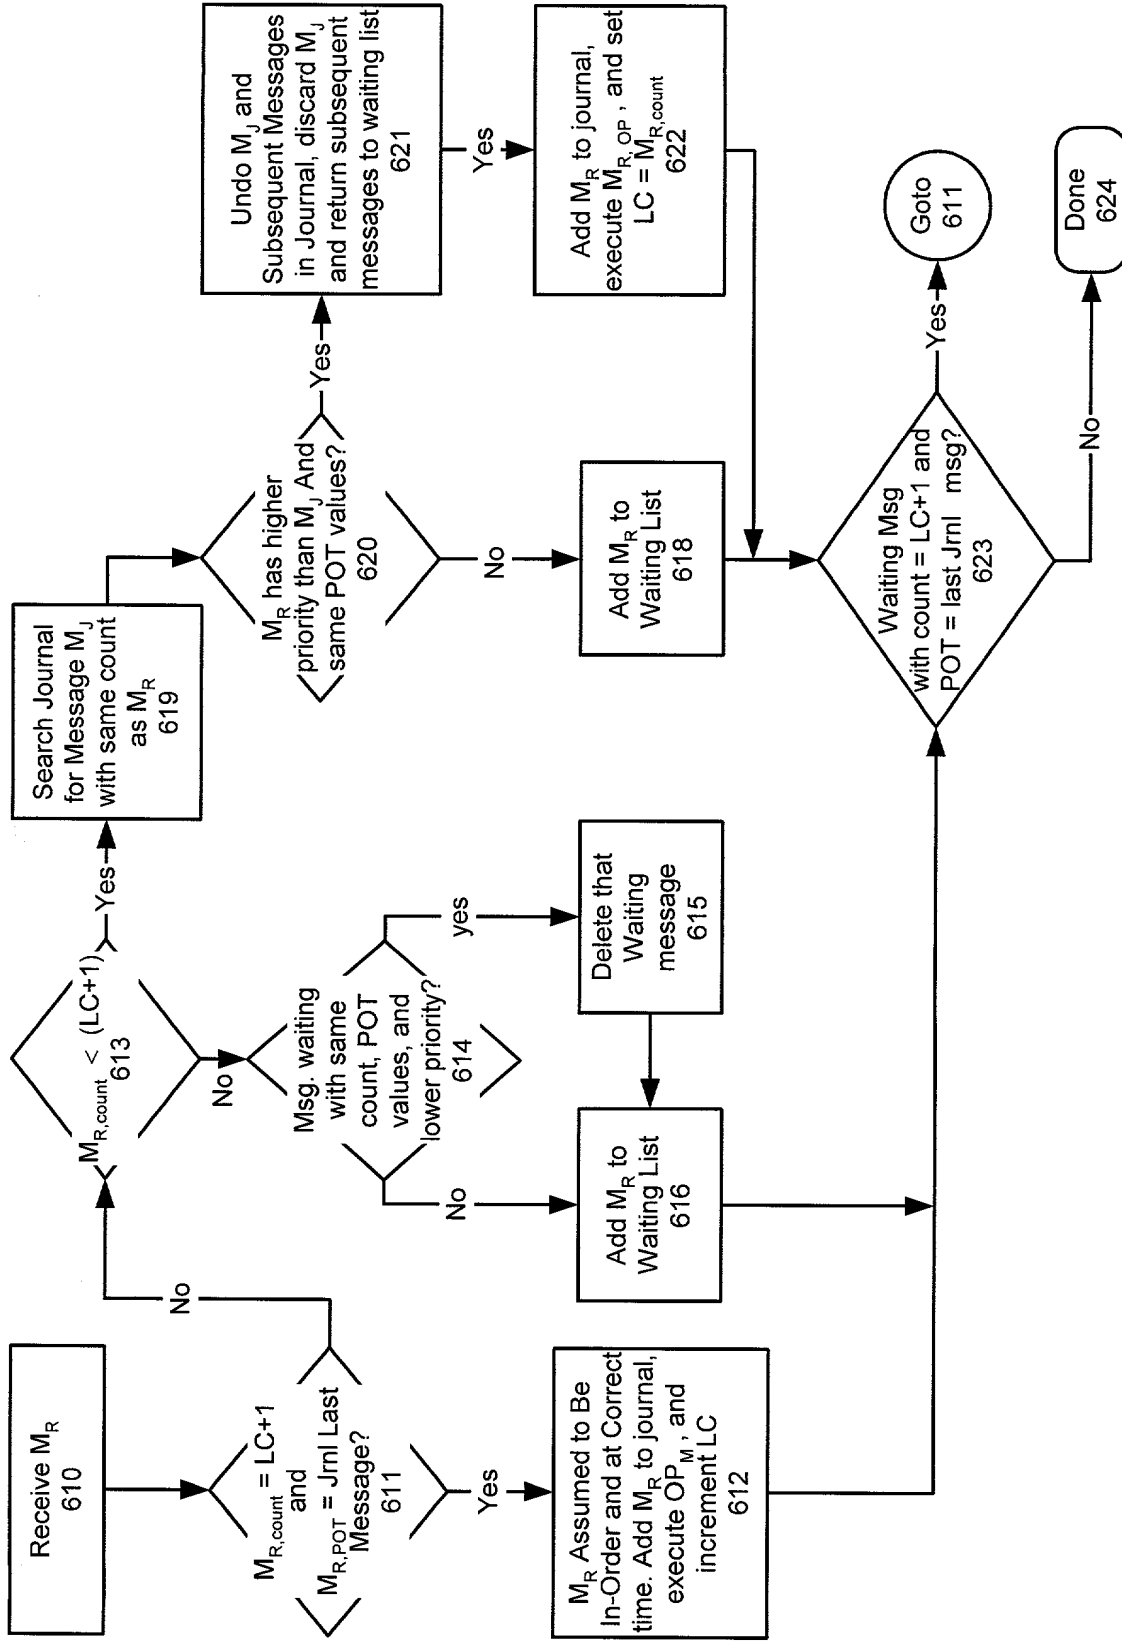 Receive M_R
610
M_R,count = LC+1
and
M_R,POT = Jrnl Last
Message?
611
No
Yes
M_R Assumed to Be
In-Order and at Correct
time. Add M_R to journal,
execute OP_M, and
increment LC
612
M_R,count < (LC+1)
613
Yes
No
Msg. waiting
with same
count, POT
values, and
lower priority?
614
yes
No
Delete that
Waiting
message
615
Add M_R to
Waiting List
616
Search Journal
for Message M_J
with same count
as M_R
619
M_R has higher
priority than M_J And
same POT values?
620
Yes
No
Add M_R to
Waiting List
618
Undo M_J and
Subsequent Messages
in Journal, discard M_J
and return subsequent
messages to waiting list
621
Yes
Add M_R to journal,
execute M_R,OP, and set
LC = M_R,count
622
Waiting Msg
with count = LC+1 and
POT = last Jrnl msg?
623
Yes
Goto
611
No
Done
624